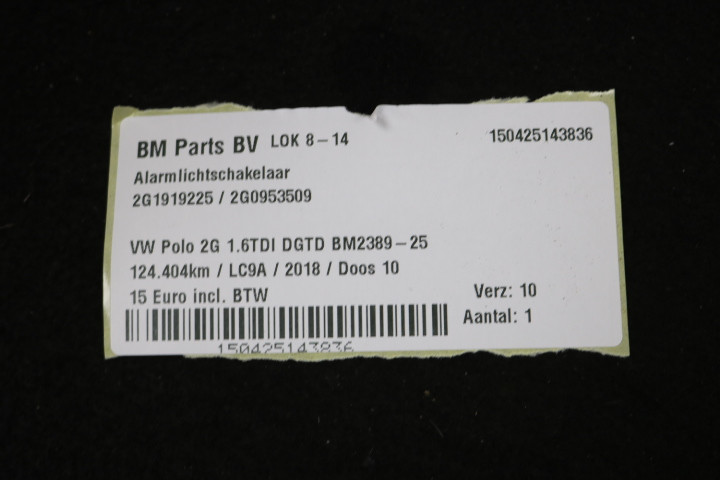 BM Parts BV LOK 8-14 150425143836
Alarmlichtschakelaar
2G1919225 / 2G0953509
VW Polo 2G 1.6TDI DGTD BM2389-25
124.404km / LC9A / 2018 / Doos 10
15 Euro incl. BTW Verz: 10
Aantal: 1
150425143836